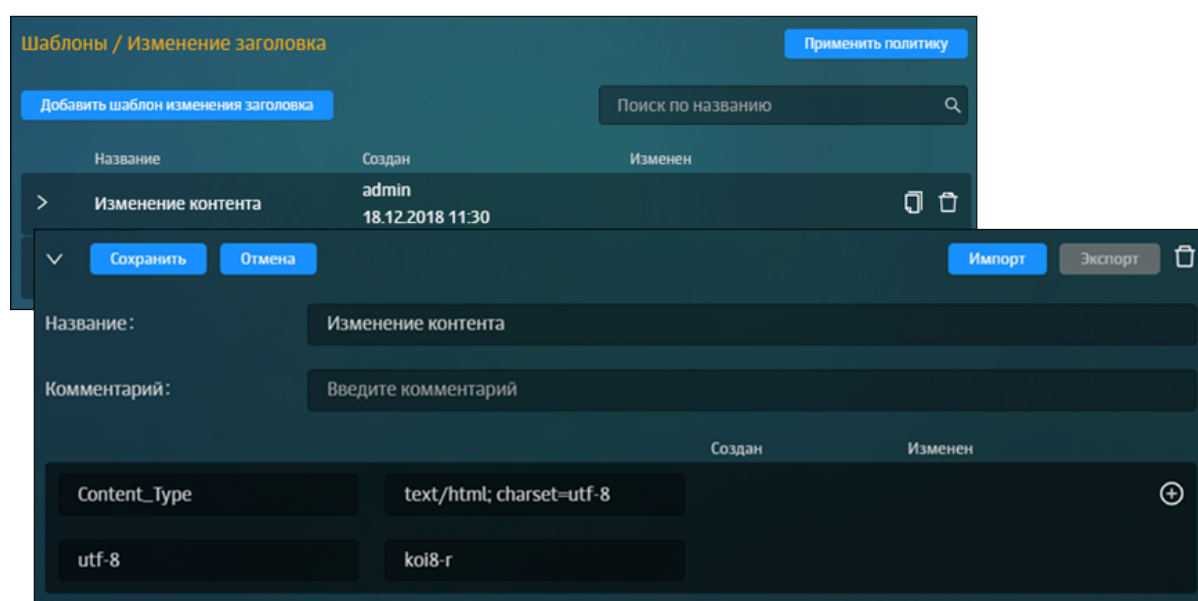 Шаблоны / Изменение заголовка Применить политику
Добавить шаблон изменения заголовка Поиск по названию
Название Создан Изменен
Изменение контента admin
18.12.2018 11:30
Сохранить Отмена Импорт Экспорт
Название: Изменение контента
Комментарий: Введите комментарий
Создан Изменен
Content_Type text/html; charset=utf-8
utf-8 koi8-r